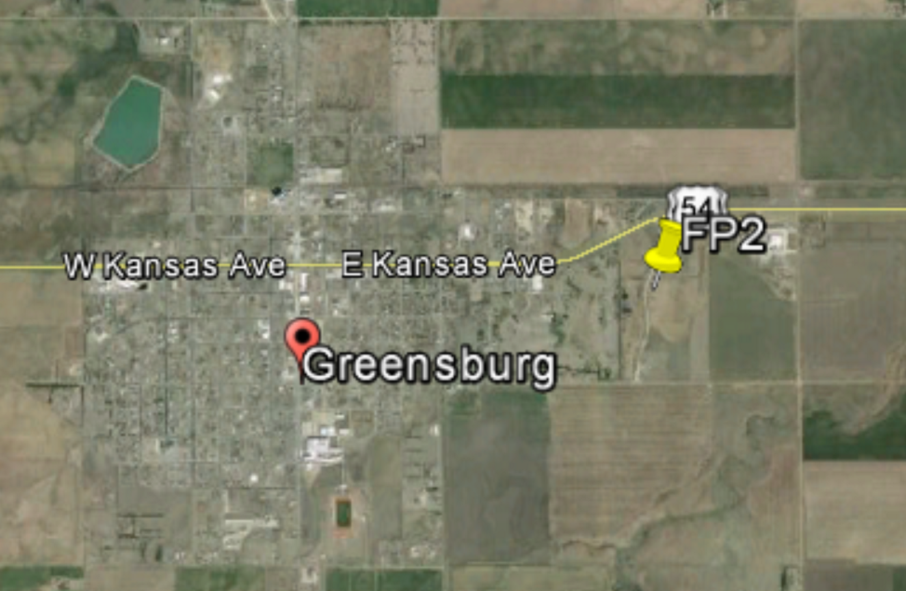 54
FP2
W Kansas Ave
E Kansas Ave
Greensburg